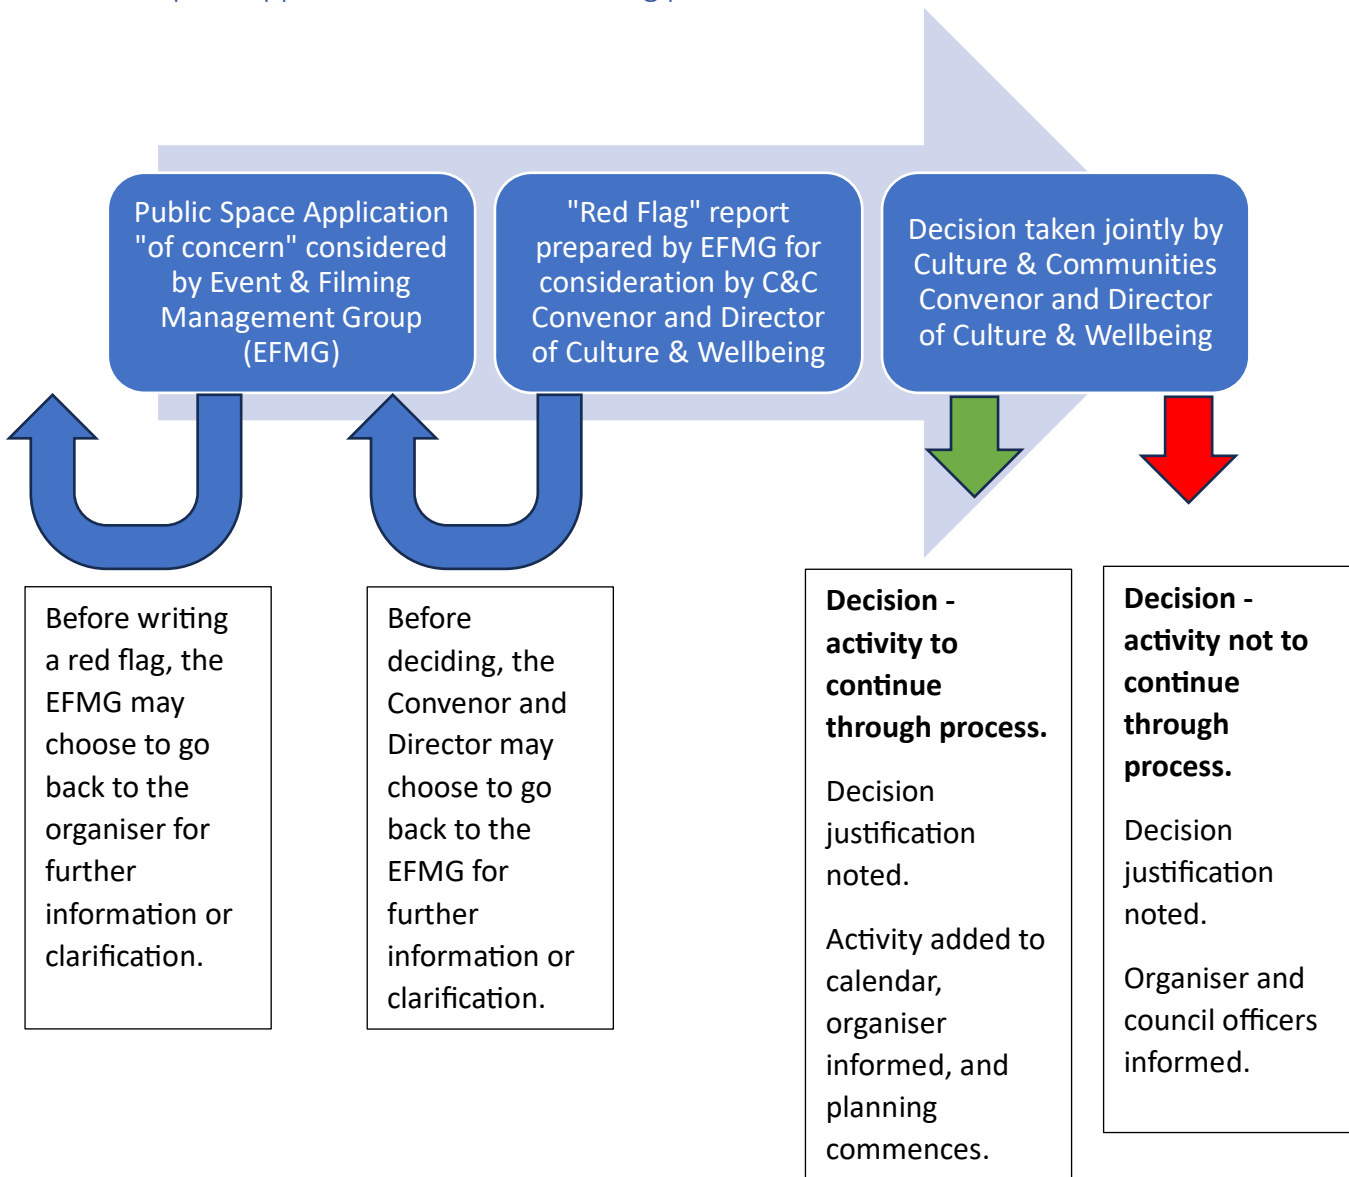 Public Space Application
"of concern" considered
by Event & Filming
Management Group
(EFMG)
"Red Flag" report
prepared by EFMG for
consideration by C&C
Convenor and Director
of Culture & Wellbeing
Decision taken jointly by
Culture & Communities
Convenor and Director
of Culture & Wellbeing
Before writing
a red flag, the
EFMG may
choose to go
back to the
organiser for
further
information or
clarification.
Before
deciding, the
Convenor and
Director may
choose to go
back to the
EFMG for
further
information or
clarification.
Decision -
activity to
continue
through process.
Decision
justification
noted.
Activity added to
calendar,
organiser
informed, and
planning
commences.
Decision -
activity not to
continue
through
process.
Decision
justification
noted.
Organiser and
council officers
informed.